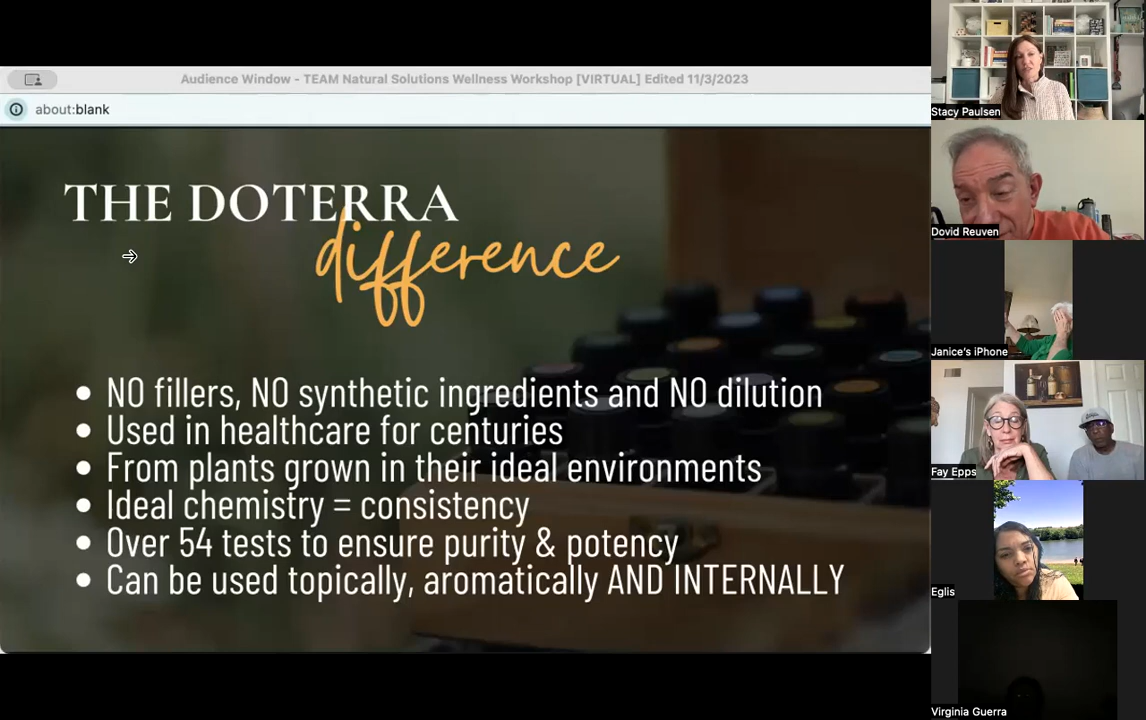 Audience Window - TEAM Natural Solutions Wellness Workshop [VIRTUAL] Edited 11/3/2023
about:blank
THE DOTERRA
difference
• NO fillers, NO synthetic ingredients and NO dilution
• Used in healthcare for centuries
• From plants grown in their ideal environments
• Ideal chemistry = consistency
• Over 54 tests to ensure purity & potency
• Can be used topically, aromatically AND INTERNALLY
Stacy Paulsen
Dovid Reuven
Janice's iPhone
Fay Epps
Eglis
Virginia Guerra